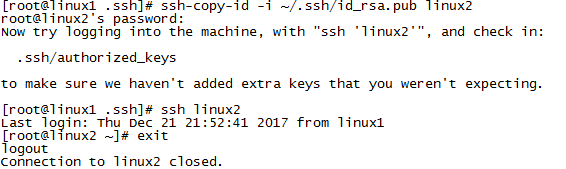 [root@linux1 .ssh]# ssh-copy-id -i ~/.ssh/id_rsa.pub linux2
root@linux2's password:
Now try logging into the machine, with "ssh 'linux2'", and check in:
.ssh/authorized_keys
to make sure we haven't added extra keys that you weren't expecting.
[root@linux1 .ssh]# ssh linux2
Last login: Thu Dec 21 21:52:41 2017 from linux1
[root@linux2 ~]# exit
logout
Connection to linux2 closed.